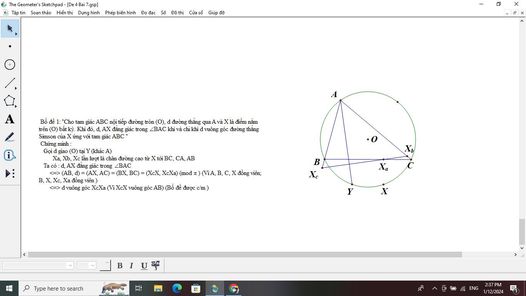 The Geometer's Sketchpad - [De 4 Bai 7.gsp]
Tập tin Soạn thảo Hiển thị Dựng hình Phép biến hình Đo đạc Số Đồ thị Cửa sổ Giúp đỡ
Bổ đề 1: "Cho tam giác ABC nội tiếp đường tròn (O), d đường thẳng qua A và X là điểm nằm
trên (O) bất kỳ. Khi đó, d, AX đẳng giác trong ∠BAC khi và chỉ khi d vuông góc đường thẳng
Simson của X ứng với tam giác ABC "
Chứng minh :
Gọi d giao (O) tại Y (khác A)
Xa, Xb, Xc lần lượt là chân đường cao từ X tới BC, CA, AB
Ta có : d, AX đẳng giác trong ∠BAC
<=> (AB, d) = (AX, AC) = (BX, BC) = (XcX, XcXa) (mod π ) (Vì A, B, C, X đồng viên;
B, X, Xc, Xa đồng viên )
<=> d vuông góc XcXa (Vì XcX vuông góc AB) (Bổ đề được c/m )
A
O
B
Xc
Xa
Xb
C
Y
X
B I U
Type here to search
2:37 PM
1/12/2024